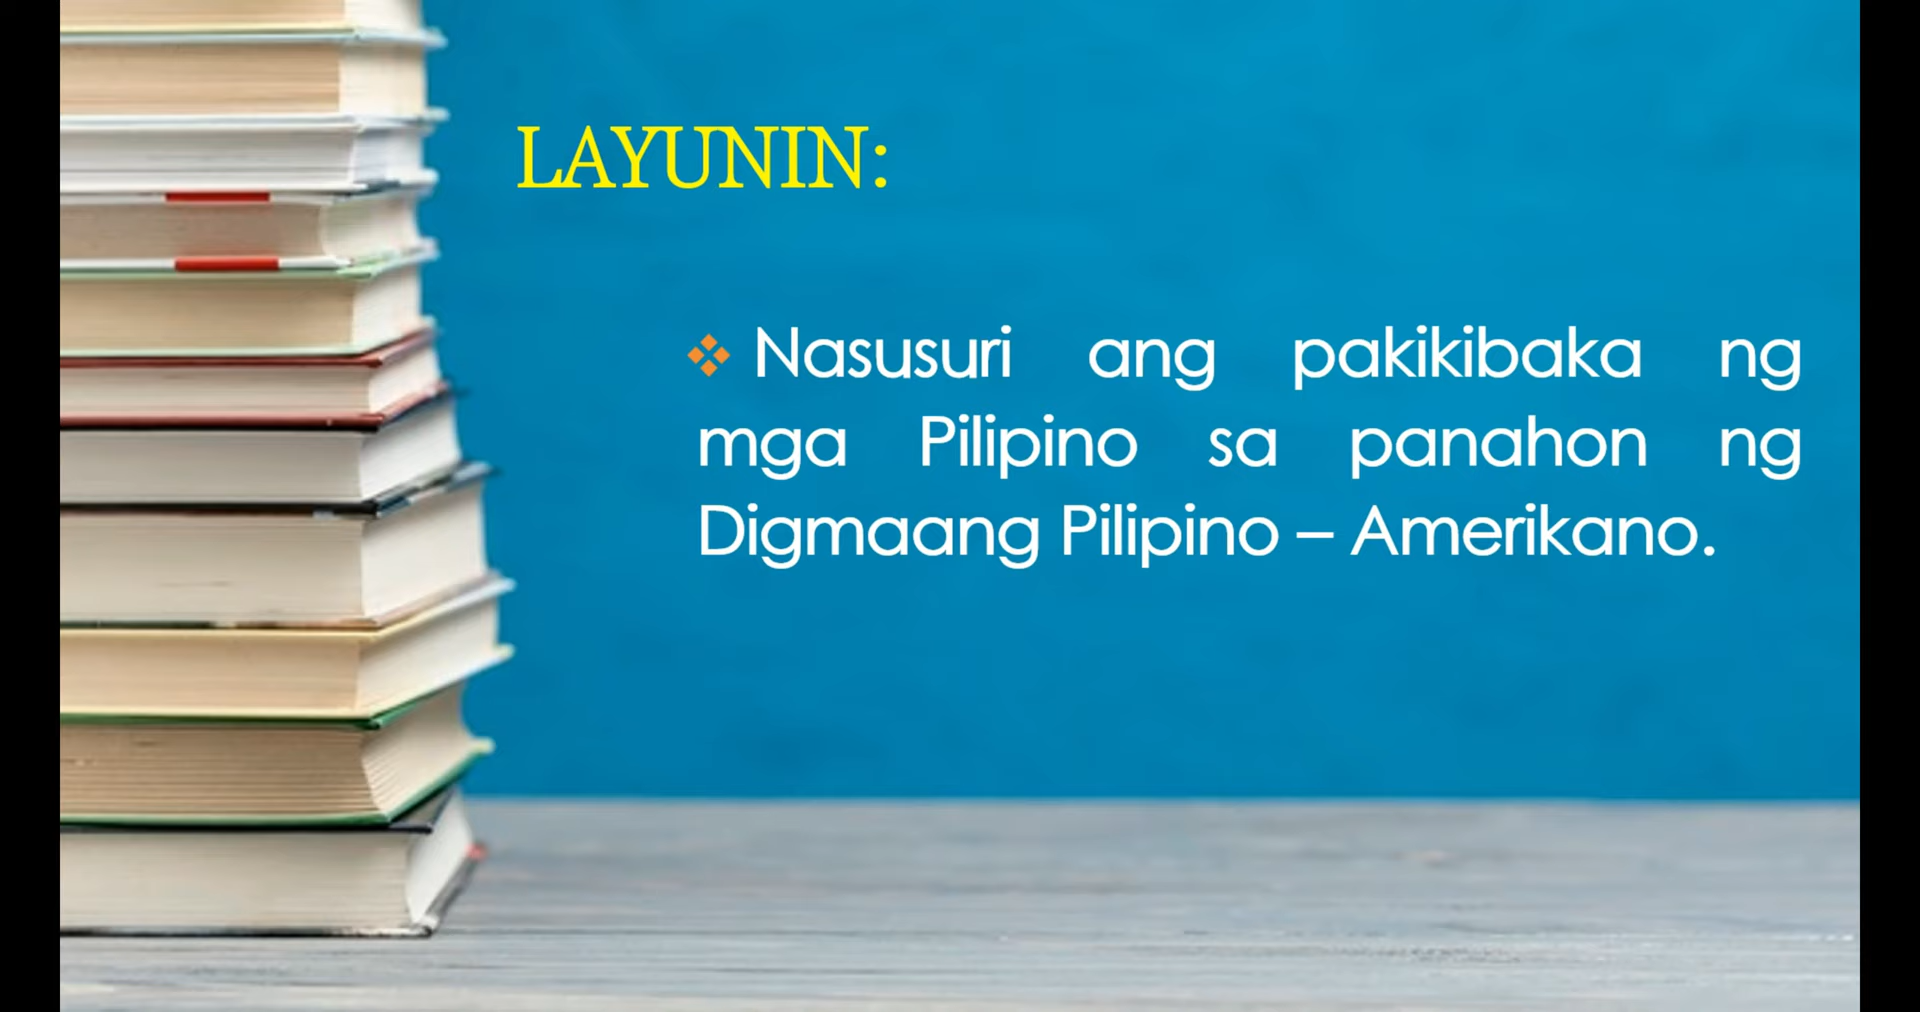 LAYUNIN:
Nasusuri ang pakikibaka ng
mga Pilipino sa panahon ng
Digmaang Pilipino – Amerikano.